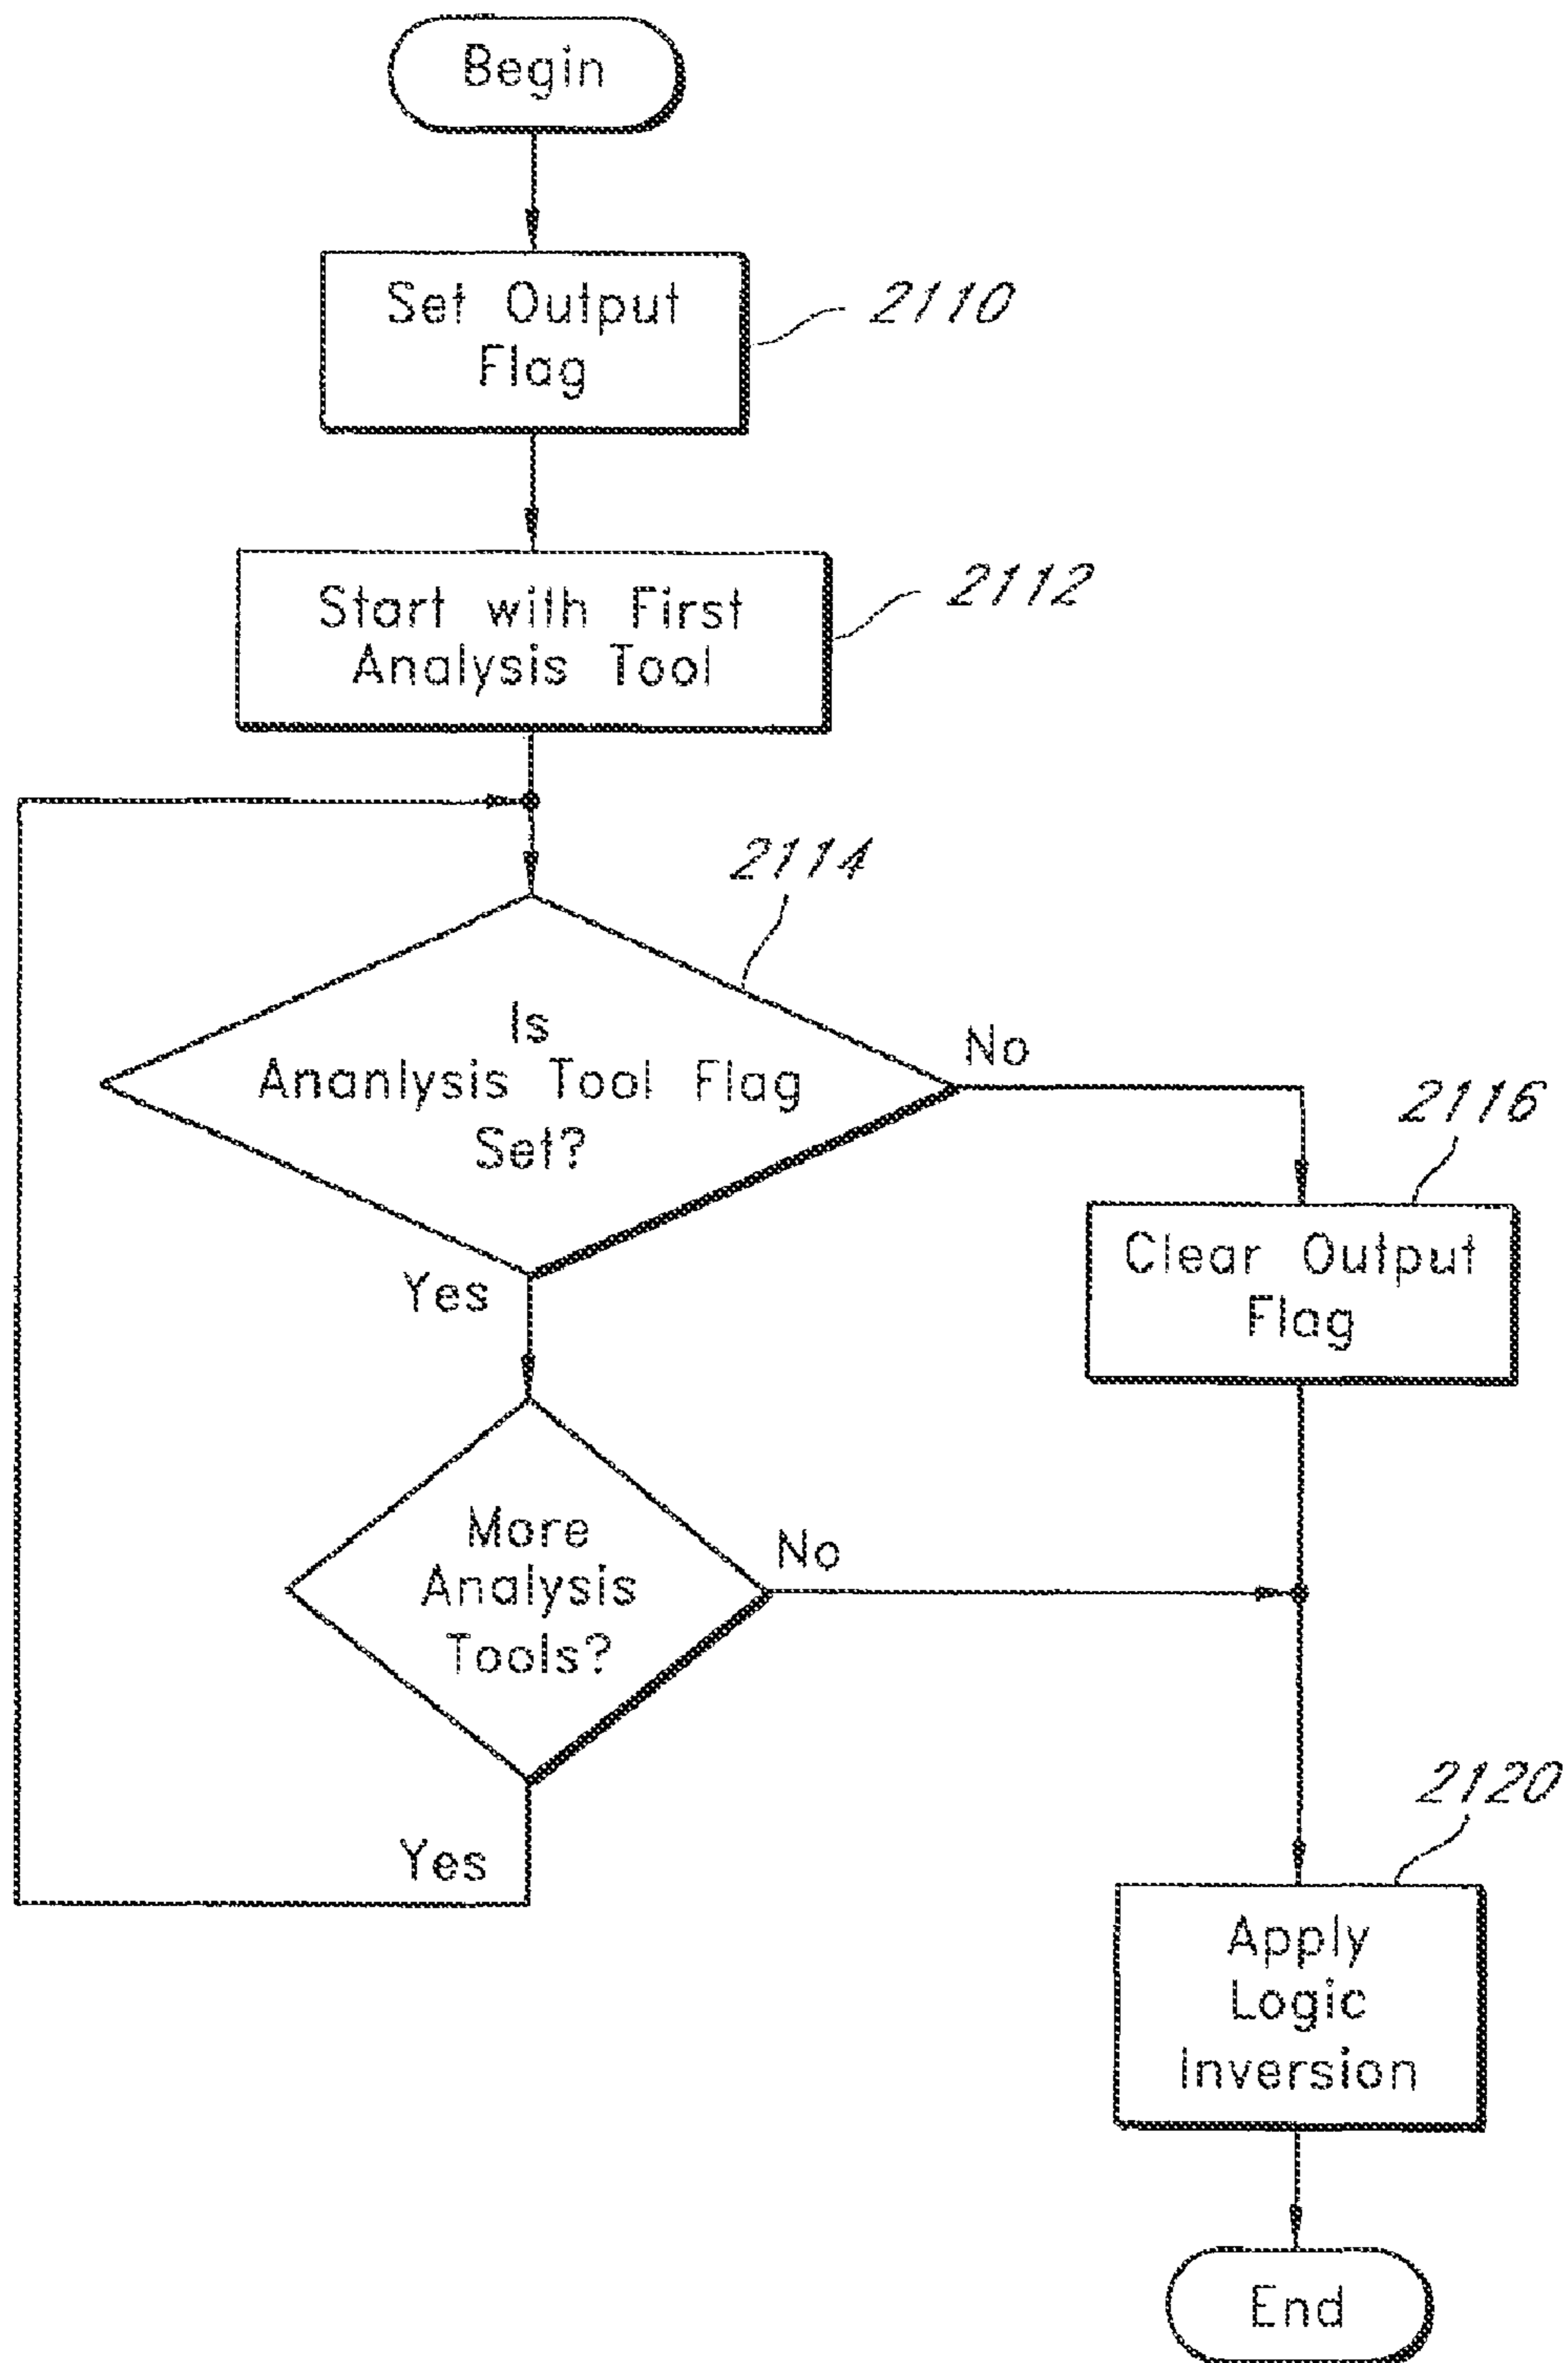 Begin
Set Output
Flag
2110
Start with First
Analysis Tool
2112
2114
Is
Ananlysis Tool Flag
Set?
No
Yes
2116
Clear Output
Flag
More
Analysis
Tools?
No
Yes
2120
Apply
Logic
Inversion
End